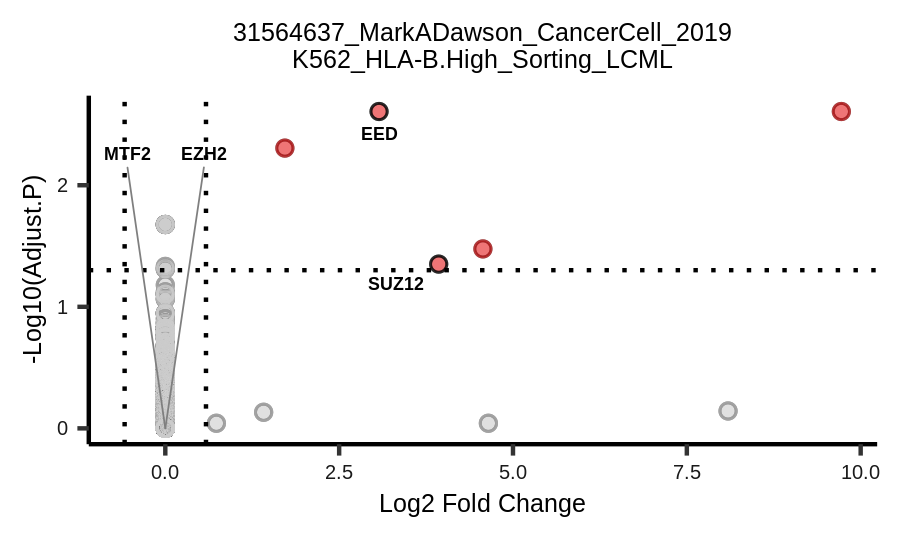 31564637_MarkADawson_CancerCell_2019
K562_HLA-B.High_Sorting_LCML
EED
MTF2 EZH2
SUZ12
-Log10(Adjust.P)
2
1
0
0.0 2.5 5.0 7.5 10.0
Log2 Fold Change